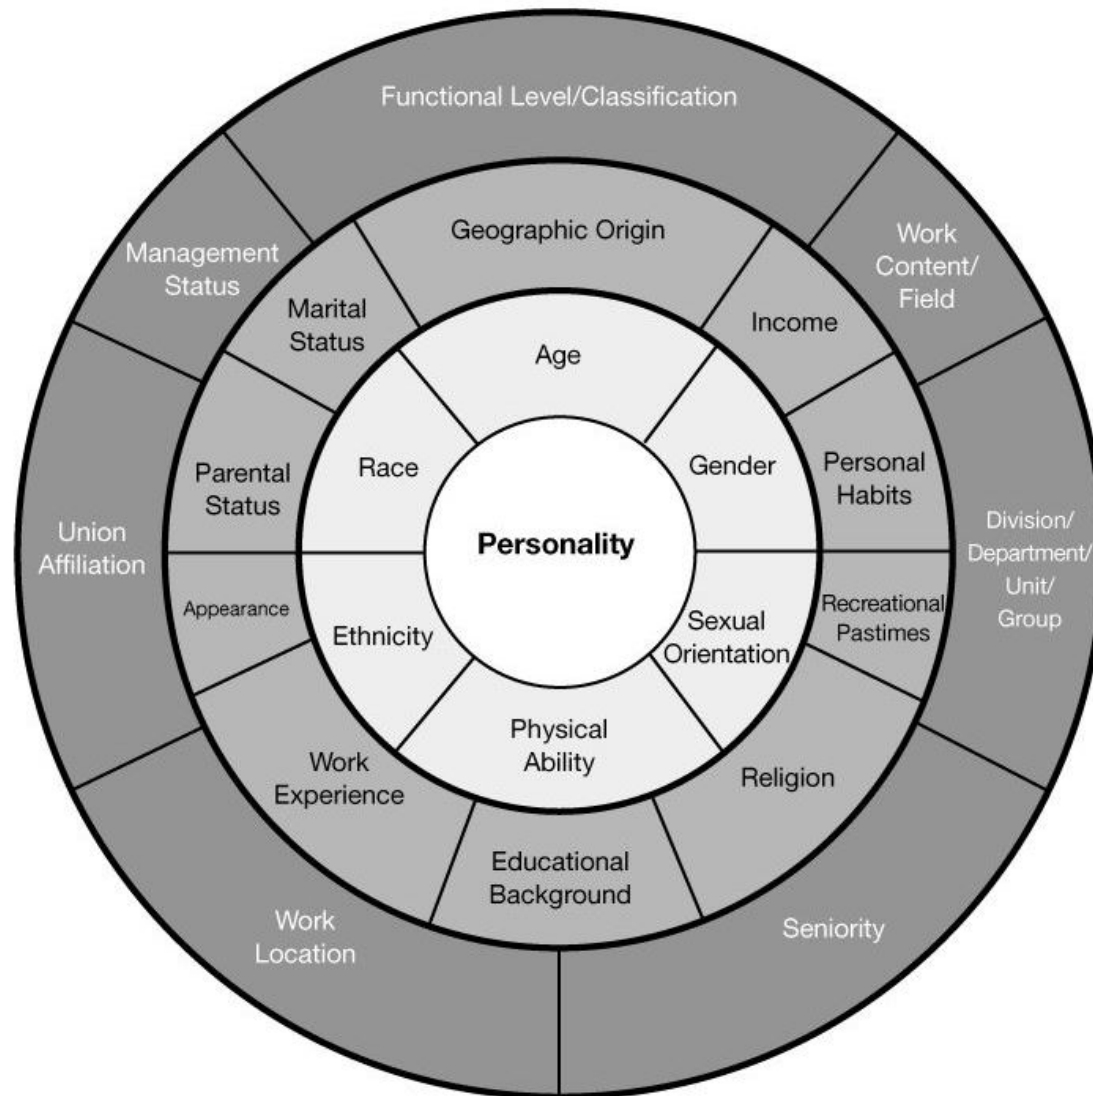 Functional Level/Classification
Management
Status
Work
Content/
Field
Geographic Origin
Marital
Status
Income
Age
Race
Gender
Parental
Status
Personal
Habits
Personality
Union
Affiliation
Division/
Department/
Unit/
Group
Appearance
Recreational
Pastimes
Ethnicity
Sexual
Orientation
Physical
Ability
Work
Experience
Religion
Educational
Background
Work
Location
Seniority